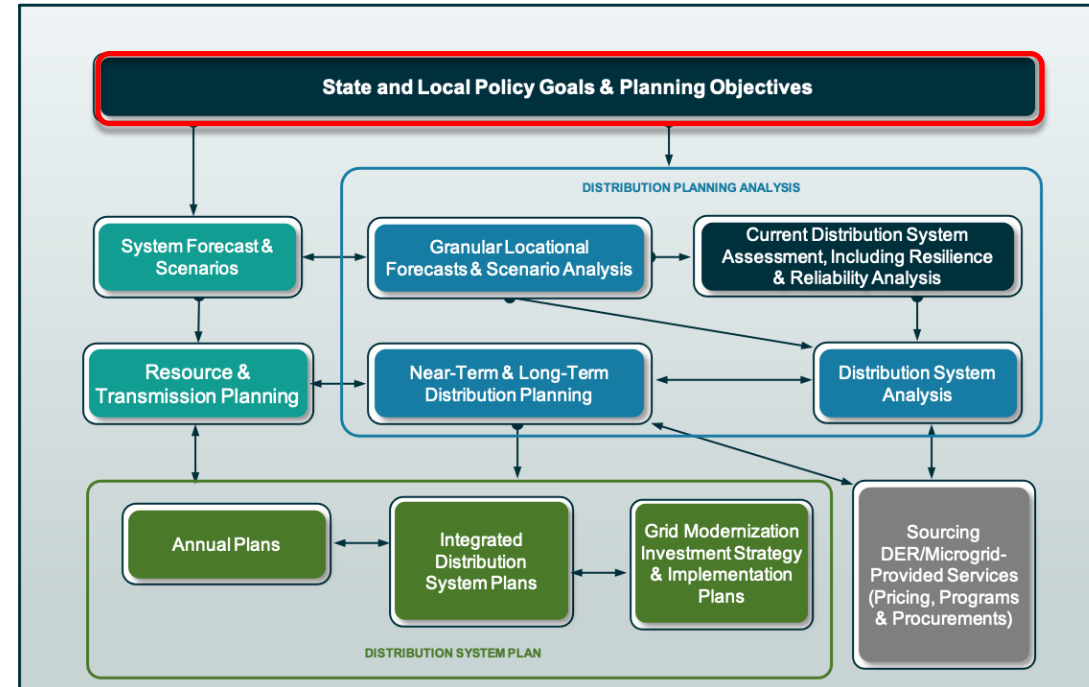 State and Local Policy Goals & Planning Objectives
DISTRIBUTION PLANNING ANALYSIS
System Forecast &
Scenarios
Granular Locational
Forecasts & Scenario Analysis
Current Distribution System
Assessment, Including Resilience
& Reliability Analysis
Resource &
Transmission Planning
Near-Term & Long-Term
Distribution Planning
Distribution System
Analysis
Annual Plans
Integrated
Distribution
System Plans
Grid Modernization
Investment Strategy
& Implementation
Plans
Sourcing
DER/Microgrid-
Provided Services
(Pricing, Programs
& Procurements)
DISTRIBUTION SYSTEM PLAN